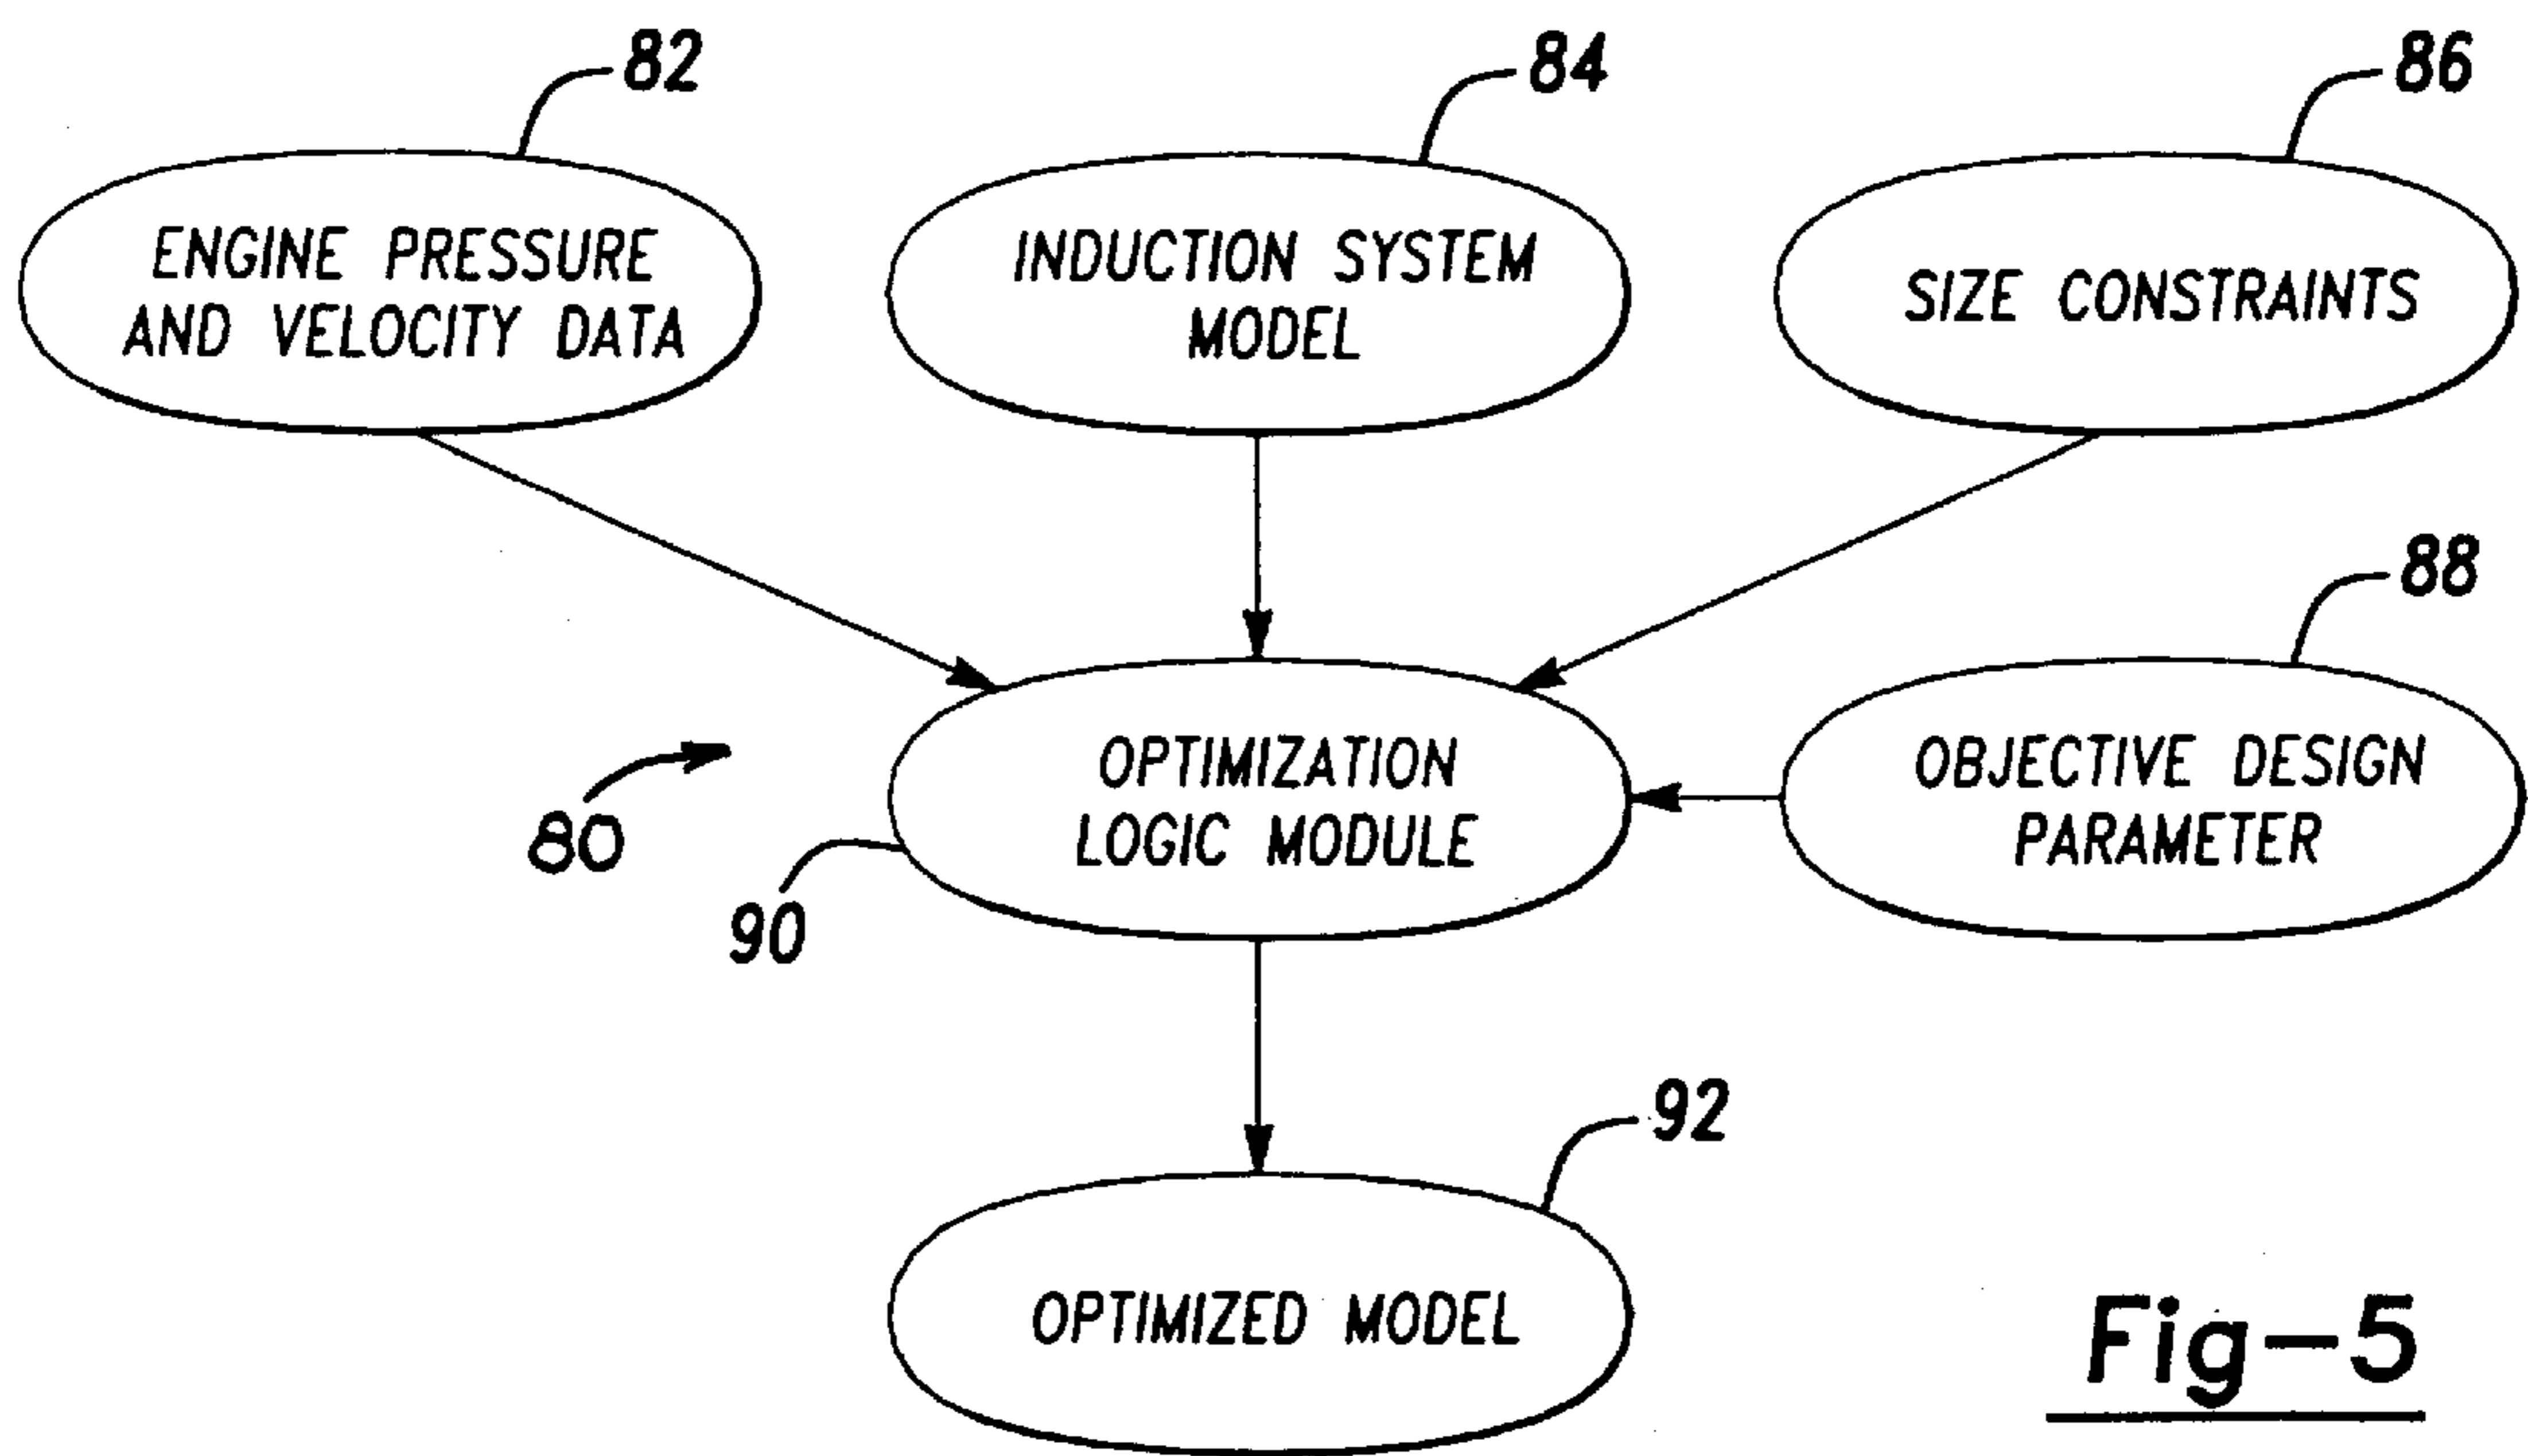 82
84
86
ENGINE PRESSURE
AND VELOCITY DATA
INDUCTION SYSTEM
MODEL
SIZE CONSTRAINTS
88
80
90
OPTIMIZATION
LOGIC MODULE
OBJECTIVE DESIGN
PARAMETER
92
OPTIMIZED MODEL
Fig-5